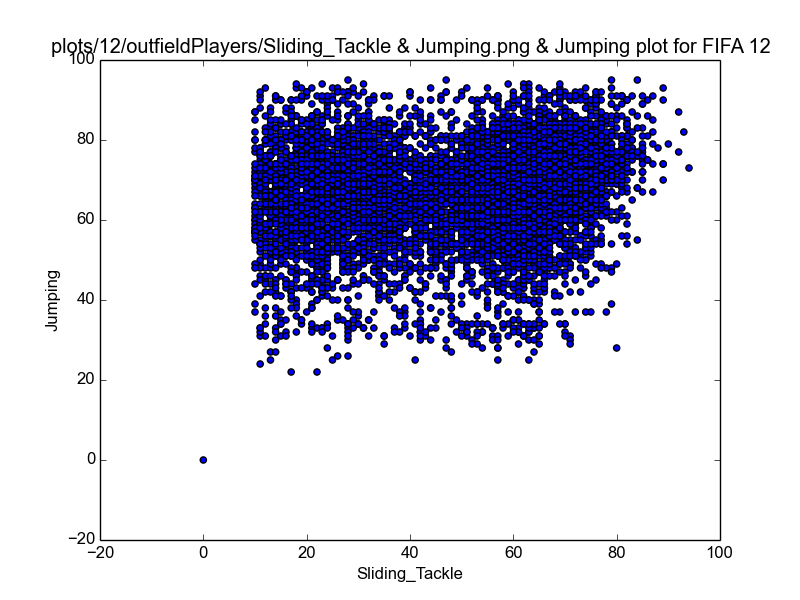 plots/12/outfieldPlayers/Sliding_Tackle & Jumping.png & Jumping plot for FIFA 12
100
80
60
40
20
0
−20
Jumping
−20 0 20 40 60 80 100
Sliding_Tackle